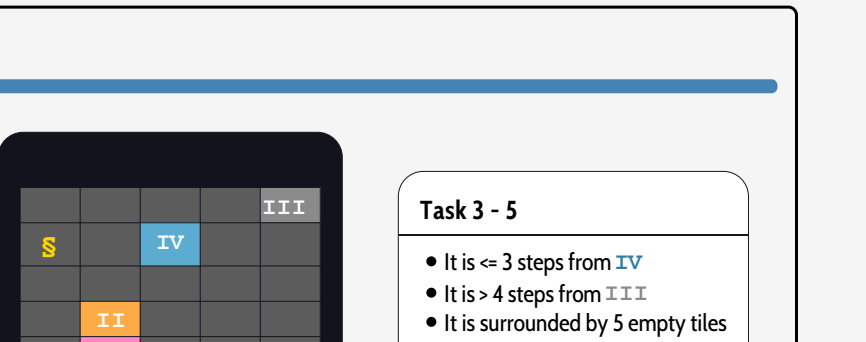 III
§
IV
II
Task 3 - 5
It is <= 3 steps from IV
It is > 4 steps from III
It is surrounded by 5 empty tiles